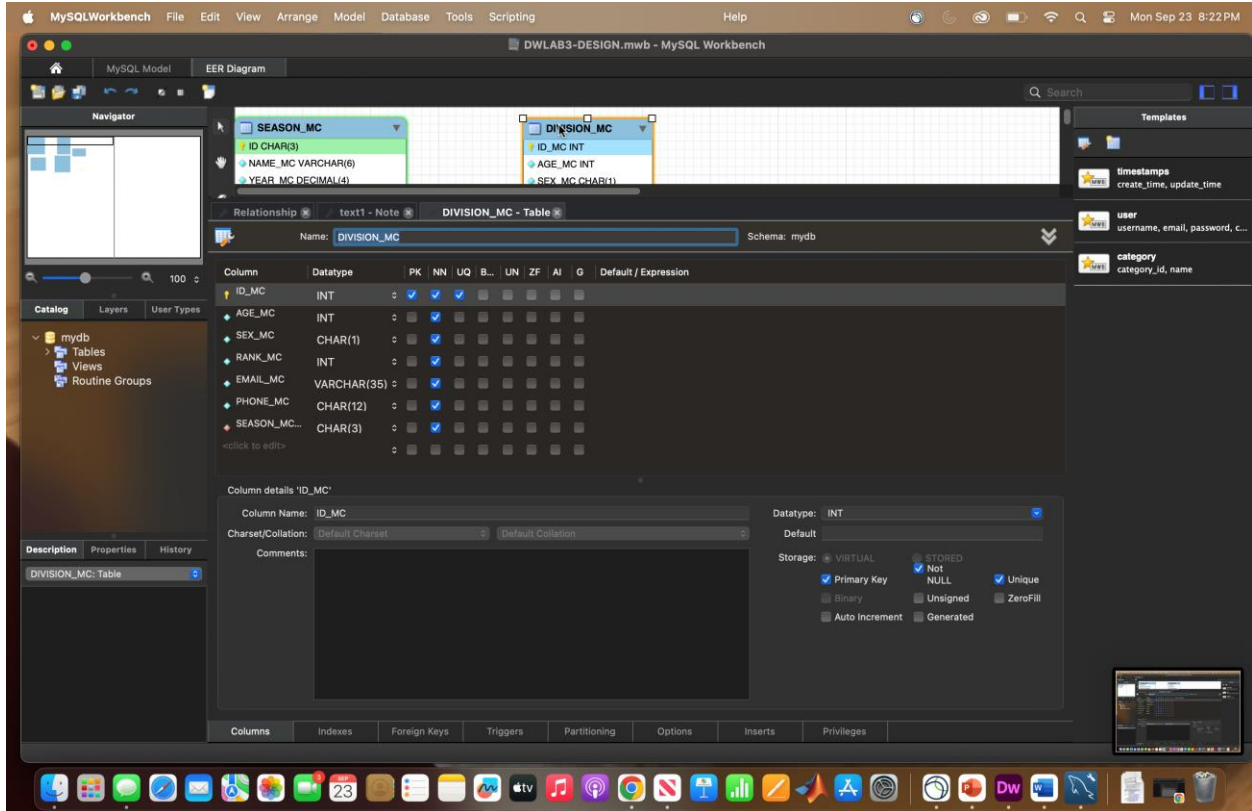 MySQLWorkbench File Edit View Arrange Model Database Tools Scripting Help Mon Sep 23 8:22 PM
DWLAB3-DESIGN.mwb - MySQL Workbench
MySQL Model EER Diagram
Search
Navigator
Templates
SEASON_MC
ID CHAR(3)
NAME_MC VARCHAR(6)
YEAR_MC DECIMAL(4)
DIVISION_MC
ID_MC INT
AGE_MC INT
SEX_MC CHAR(1)
timestamps
create_time, update_time
user
username, email, password, c...
category
category_id, name
Relationship text1 - Note DIVISION_MC - Table
Name: DIVISION_MC Schema: mydb
100
Catalog Layers User Types
mydb
Tables
Views
Routine Groups
Column Datatype PK NN UQ B... UN ZF AI G Default / Expression
ID_MC INT
AGE_MC INT
SEX_MC CHAR(1)
RANK_MC INT
EMAIL_MC VARCHAR(35)
PHONE_MC CHAR(12)
SEASON_MC... CHAR(3)
<click to edit>
Column details 'ID_MC'
Column Name: ID_MC Datatype: INT
Charset/Collation: Default Charset Default Collation Default
Comments: Storage: VIRTUAL STORED
Primary Key Not NULL Unique
Binary Unsigned ZeroFill
Auto Increment Generated
Description Properties History
DIVISION_MC: Table
Columns Indexes Foreign Keys Triggers Partitioning Options Inserts Privileges
SEP
23
tv
Dw